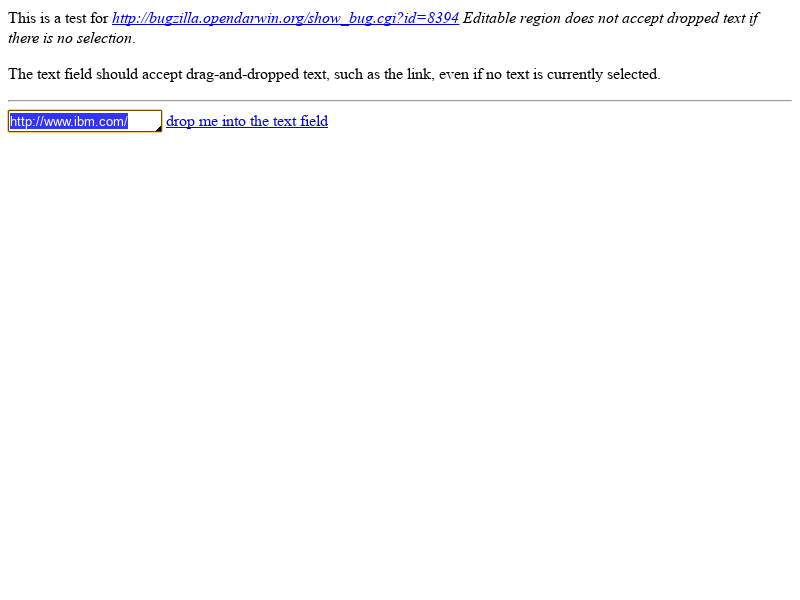 This is a test for http://bugzilla.opendarwin.org/show_bug.cgi?id=8394 Editable region does not accept dropped text if
there is no selection.
The text field should accept drag-and-dropped text, such as the link, even if no text is currently selected.
http://www.ibm.com/ drop me into the text field